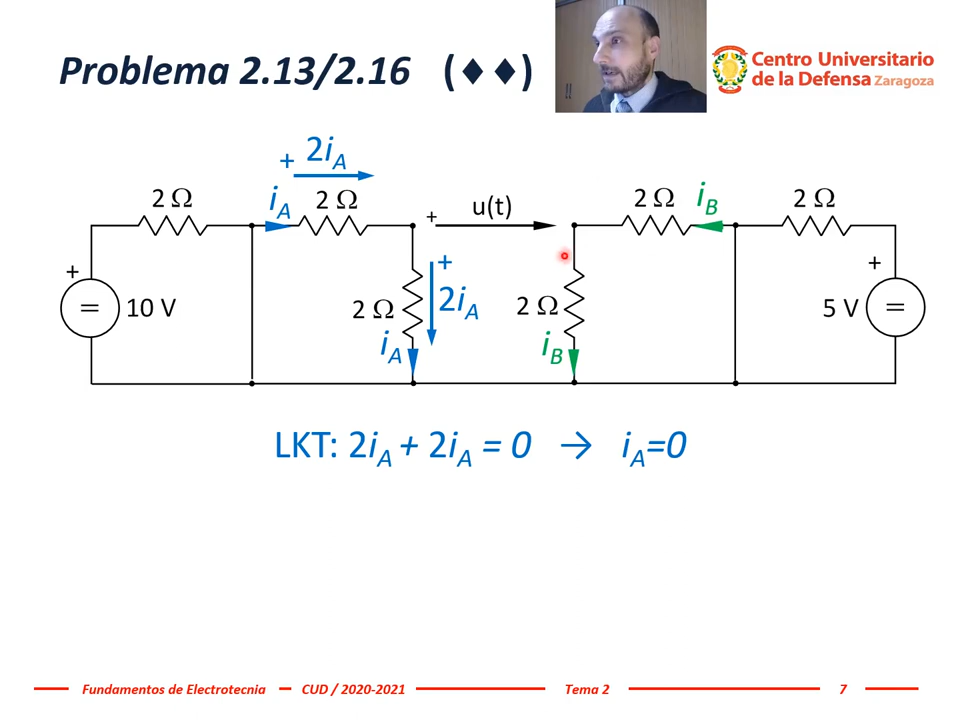 Problema 2.13/2.16 (♦♦)
Centro Universitario
de la Defensa Zaragoza
+ 2iA
2 Ω
iA
2 Ω
+
u(t)
2 Ω
iB
2 Ω
+
10 V
=
2 Ω
+
2iA
iA
2 Ω
iB
+
5 V
=
LKT: 2iA + 2iA = 0 → iA=0
Fundamentos de Electrotecnia – CUD / 2020-2021 Tema 2 7